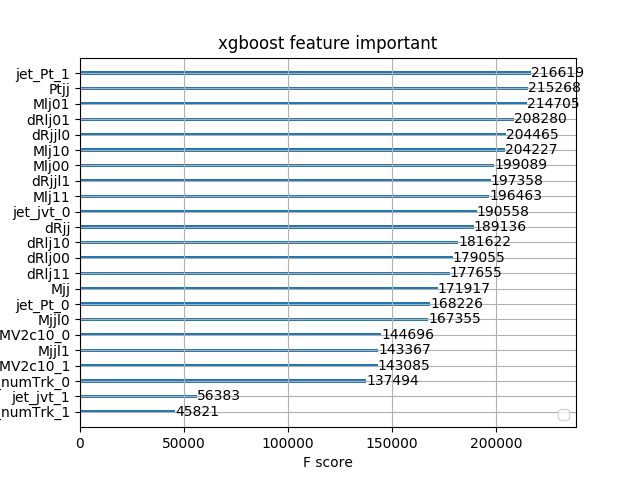 xgboost feature important
jet_Pt_1 216619
Ptjj 215268
Mlj01 214705
dRlj01 208280
dRjjl0 204465
Mlj10 204227
Mlj00 199089
dRjjl1 197358
Mlj11 196463
jet_jvt_0 190558
dRjj 189136
dRlj10 181622
dRlj00 179055
dRlj11 177655
Mjj 171917
jet_Pt_0 168226
Mjjl0 167355
MV2c10_0 144696
Mjjl1 143367
MV2c10_1 143085
_numTrk_0 137494
jet_jvt_1 56383
_numTrk_1 45821
0 50000 100000 150000 200000
F score